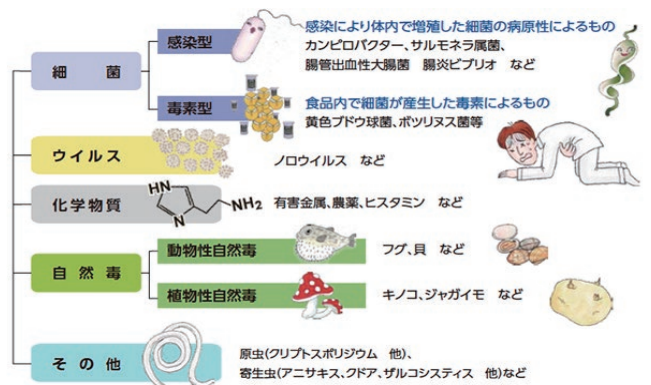 細菌
感染型
感染により体内で増殖した細菌の病原性によるもの
カンピロバクター、サルモネラ属菌、
腸管出血性大腸菌 腸炎ビブリオ など
毒素型
食品内で細菌が産生した毒素によるもの
黄色ブドウ球菌、ボツリヌス菌等
ウイルス
ノロウイルス など
化学物質
HN
N
NH2
有害金属、農薬、ヒスタミン など
自然毒
動物性自然毒
フグ、貝 など
植物性自然毒
キノコ、ジャガイモ など
その他
原虫(クリプトスポリジウム 他)、
寄生虫(アニサキス、クドア、ザルコシスティス 他)など